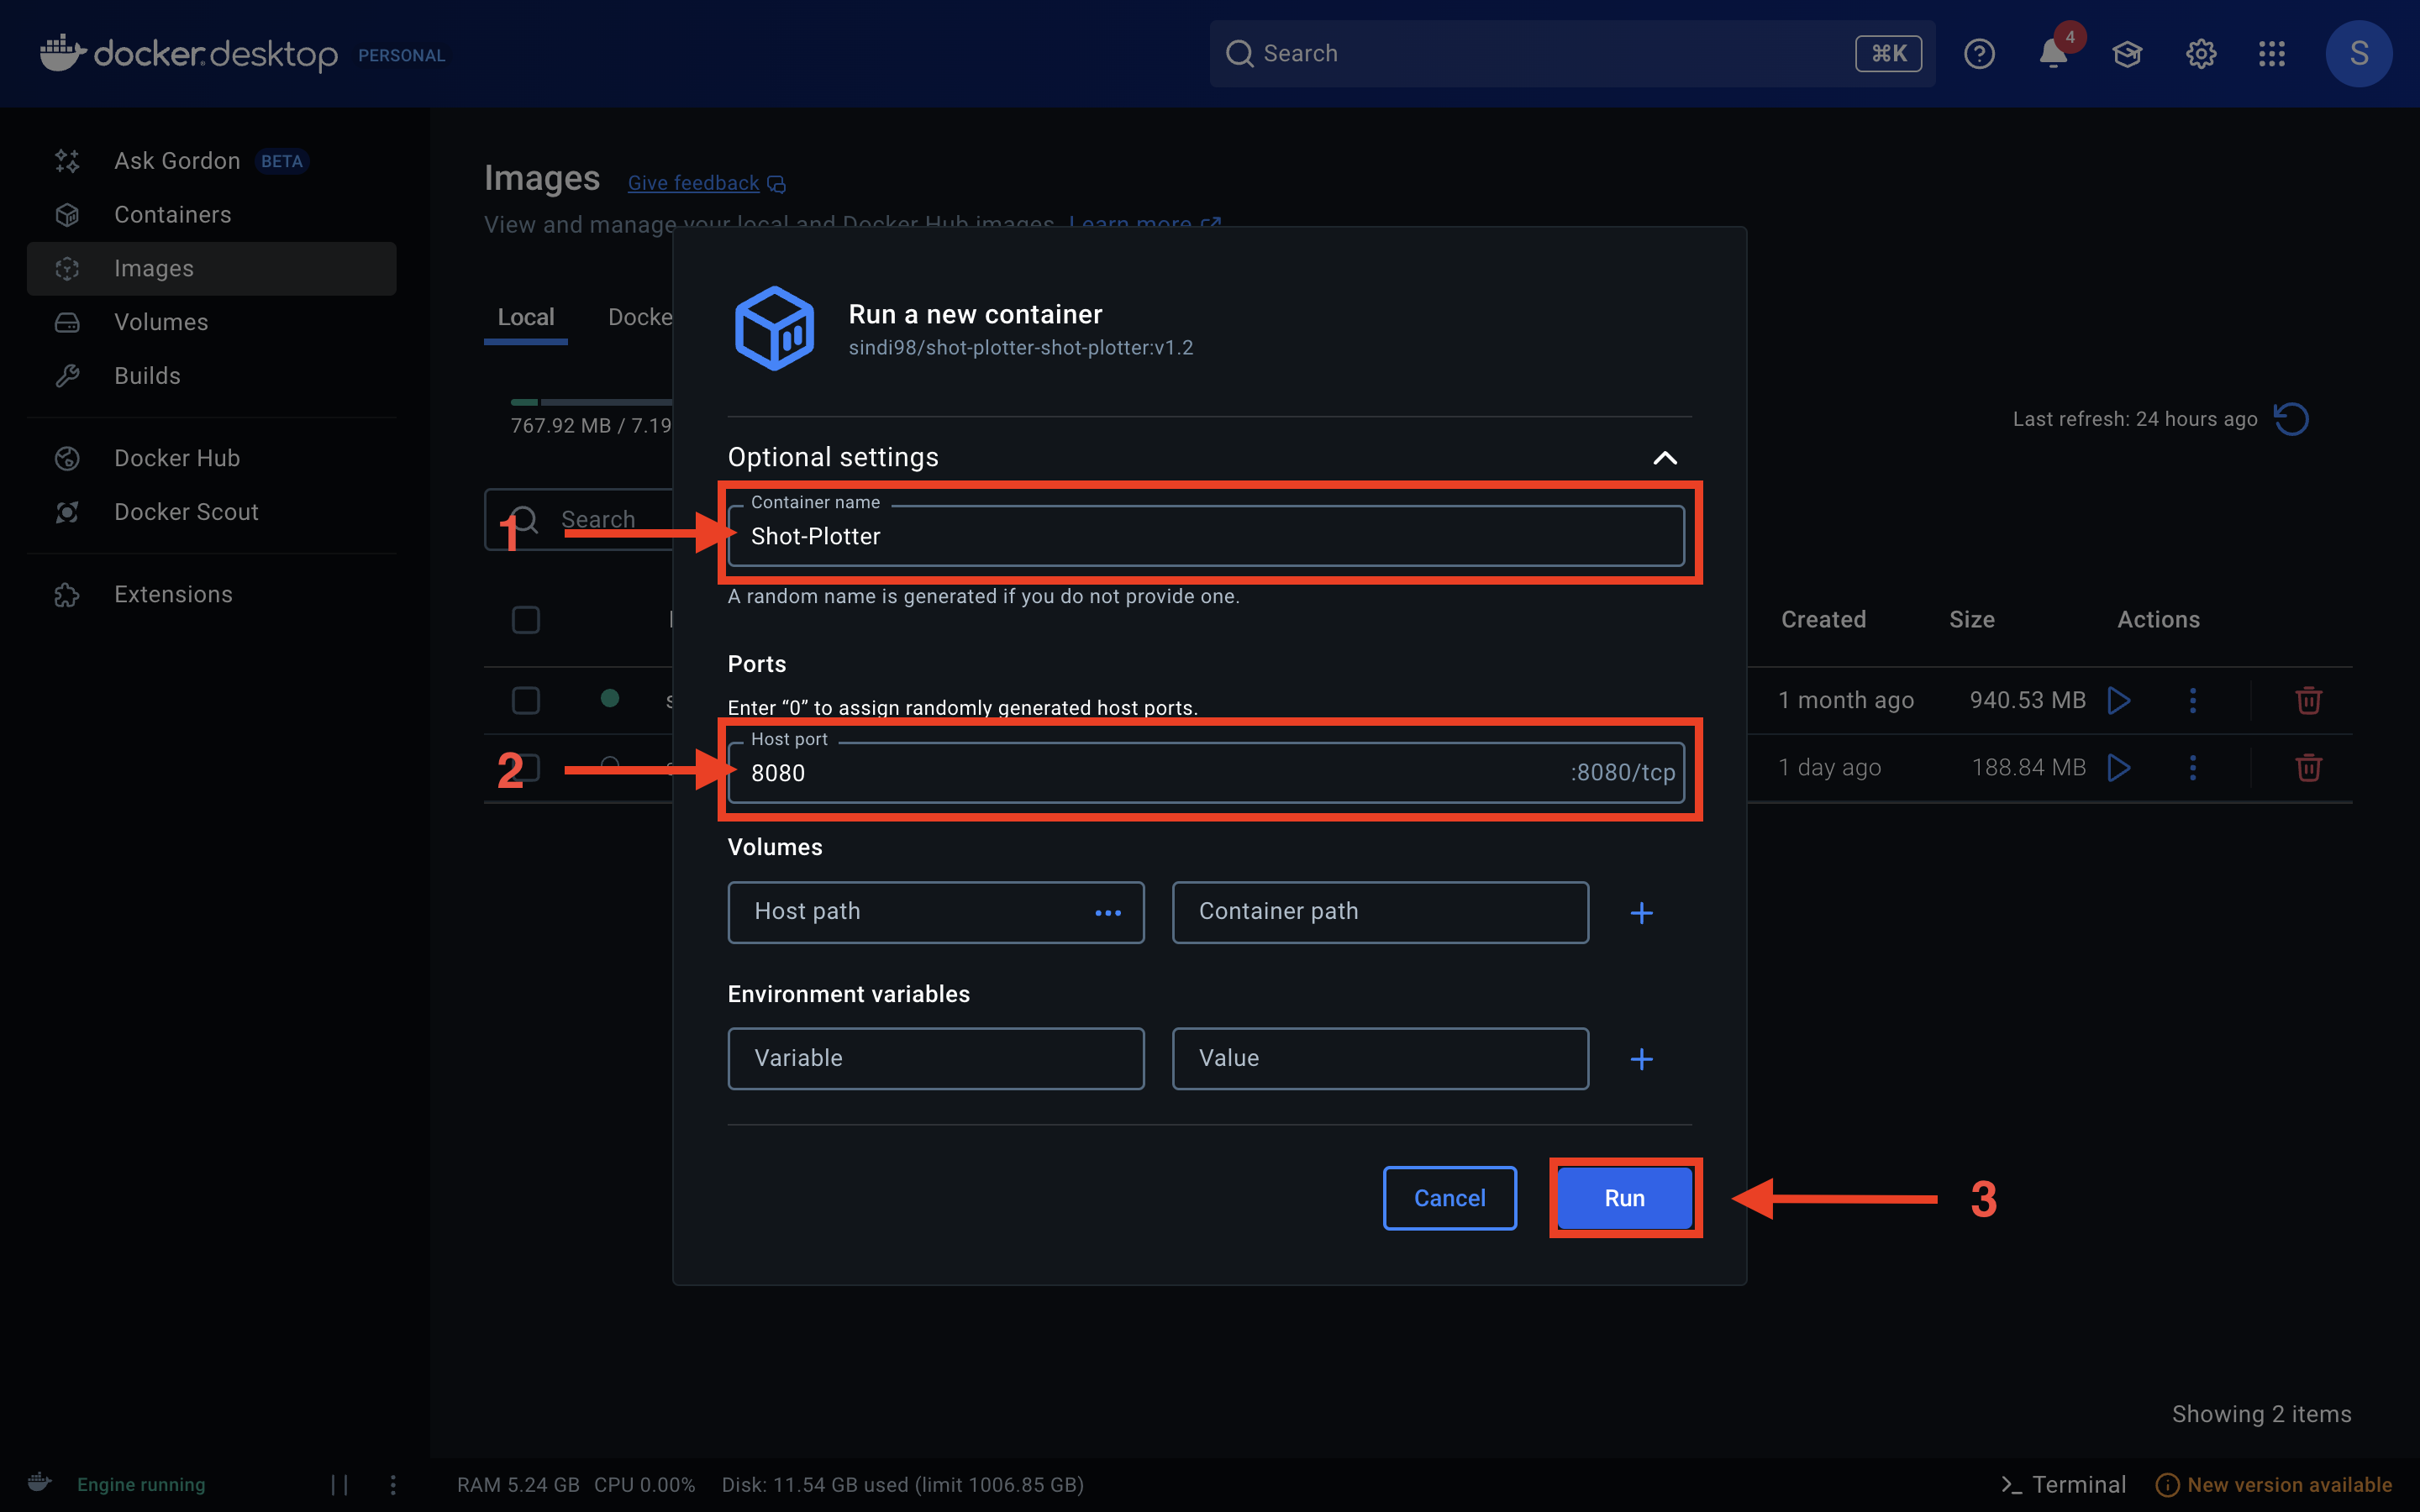 docker desktop PERSONAL
Search ⌘K
4
S
Ask Gordon BETA
Containers
Images
Volumes
Builds
Docker Hub
Docker Scout
Extensions
Images Give feedback
View and manage your local and Docker Hub images. Learn more
Local Docke
767.92 MB / 7.19
Last refresh: 24 hours ago
Search
Created Size Actions
1 month ago 940.53 MB
1 day ago 188.84 MB
Showing 2 items
Run a new container
sindi98/shot-plotter-shot-plotter:v1.2
Optional settings
1
Container name
Shot-Plotter
A random name is generated if you do not provide one.
Ports
Enter “0” to assign randomly generated host ports.
2
Host port
8080 :8080/tcp
Volumes
Host path Container path
Environment variables
Variable Value
Cancel Run
3
Engine running
RAM 5.24 GB CPU 0.00% Disk: 11.54 GB used (limit 1006.85 GB)
Terminal
New version available